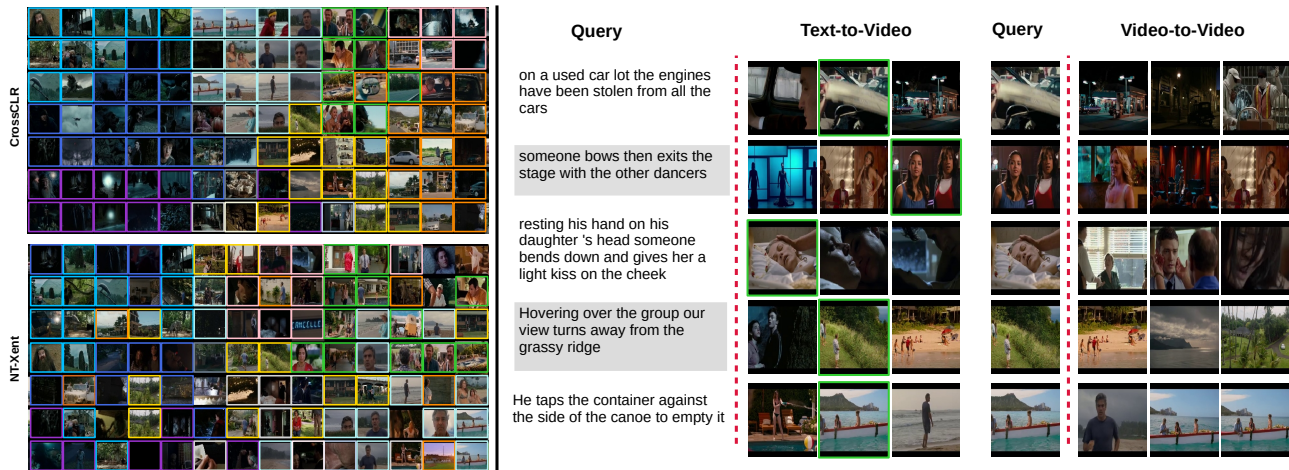 CrossCLR
NT-Xent
CANCELLE
Query
Text-to-Video
Query
Video-to-Video
on a used car lot the engines
have been stolen from all the
cars
someone bows then exits the
stage with the other dancers
resting his hand on his
daughter 's head someone
bends down and gives her a
light kiss on the cheek
Hovering over the group our
view turns away from the
grassy ridge
He taps the container against
the side of the canoe to empty it